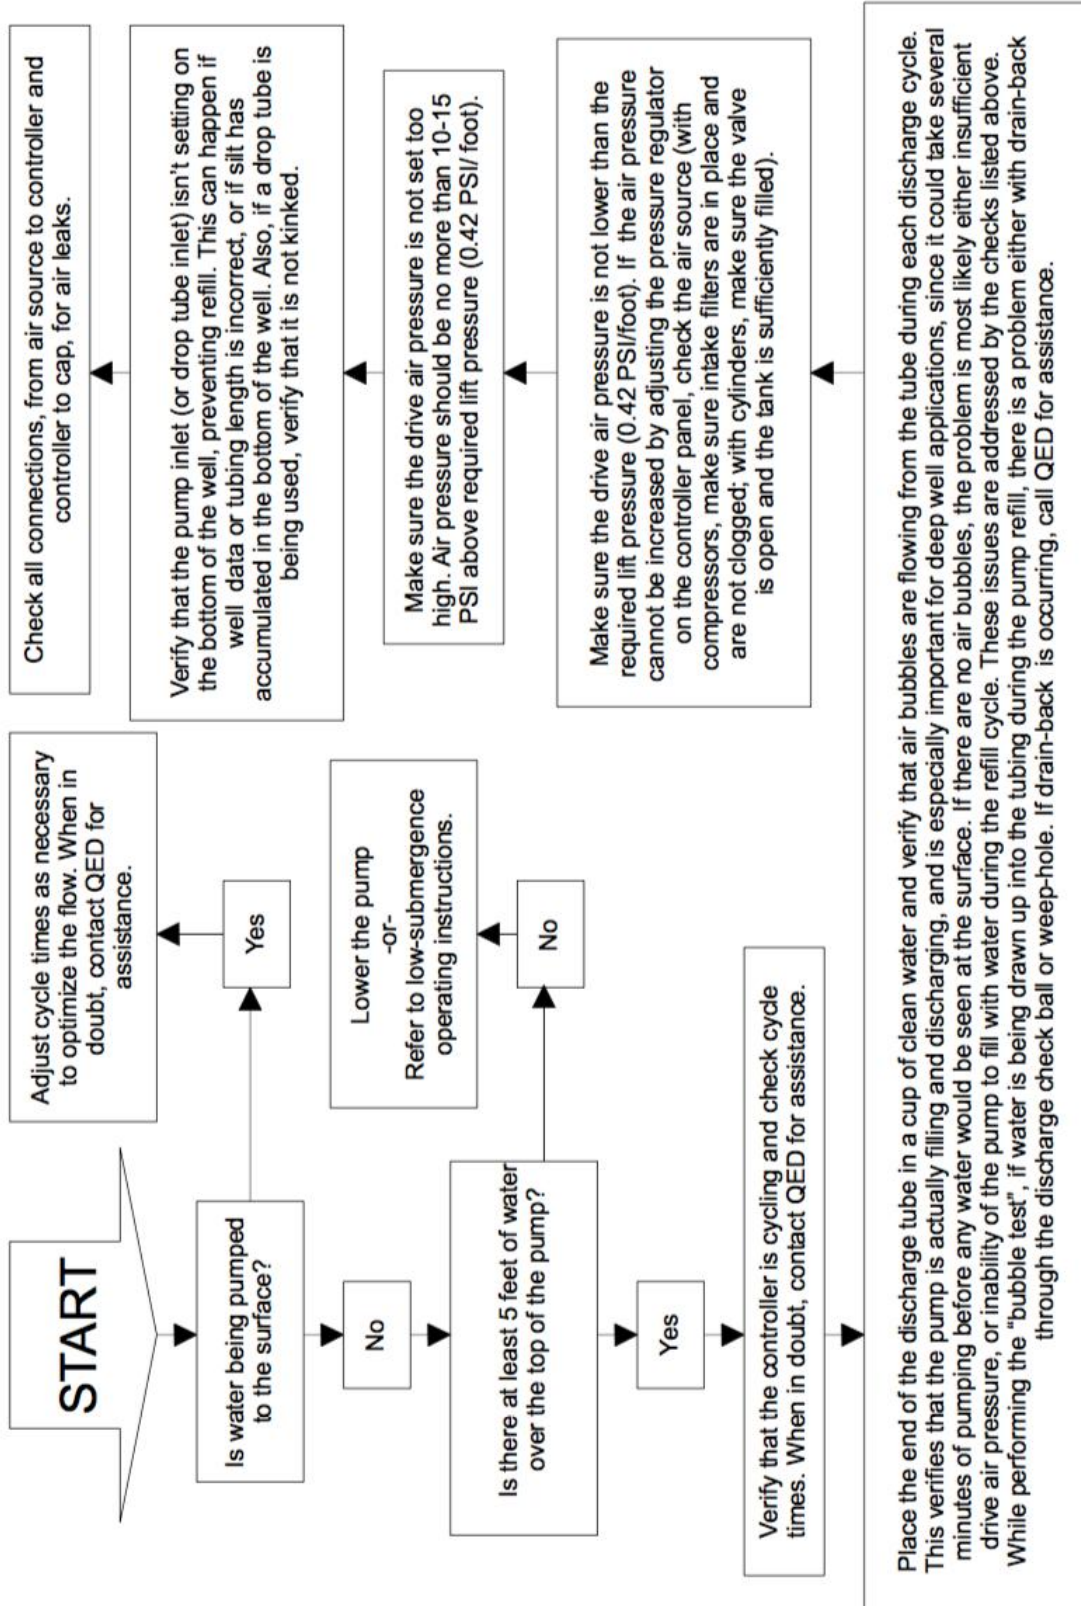 START
Is water being pumped
to the surface?
Yes
Adjust cycle times as necessary
to optimize the flow. When in
doubt, contact QED for
assistance.
No
Is there at least 5 feet of water
over the top of the pump?
No
Lower the pump
-or-
Refer to low-submergence
operating instructions.
Yes
Verify that the controller is cycling and check cycle
times. When in doubt, contact QED for assistance.
Place the end of the discharge tube in a cup of clean water and verify that air bubbles are flowing from the tube during each discharge cycle.
This verifies that the pump is actually filling and discharging, and is especially important for deep well applications, since it could take several
minutes of pumping before any water would be seen at the surface. If there are no air bubbles, the problem is most likely either insufficient
drive air pressure, or inability of the pump to fill with water during the refill cycle. These issues are addressed by the checks listed above.
While performing the “bubble test”, if water is being drawn up into the tubing during the pump refill, there is a problem either with drain-back
through the discharge check ball or weep-hole. If drain-back  is occurring, call QED for assistance.
Make sure the drive air pressure is not lower than the
required lift pressure (0.42 PSI/foot). If  the air pressure
cannot be increased by adjusting the pressure regulator
on the controller panel, check the air source (with
compressors, make sure intake filters are in place and
are not clogged; with cylinders, make sure the valve
is open and the tank is sufficiently filled).
Make sure the drive air pressure is not set too
high. Air pressure should be no more than 10-15
PSI above required lift pressure (0.42 PSI/ foot).
Verify that the pump inlet (or drop tube inlet) isn't setting on
the bottom of the well, preventing refill. This can happen if
well  data or tubing length is incorrect, or if silt has
accumulated in the bottom of the well. Also, if a drop tube is
being used, verify that it is not kinked.
Check all connections, from air source to controller and
controller to cap, for air leaks.